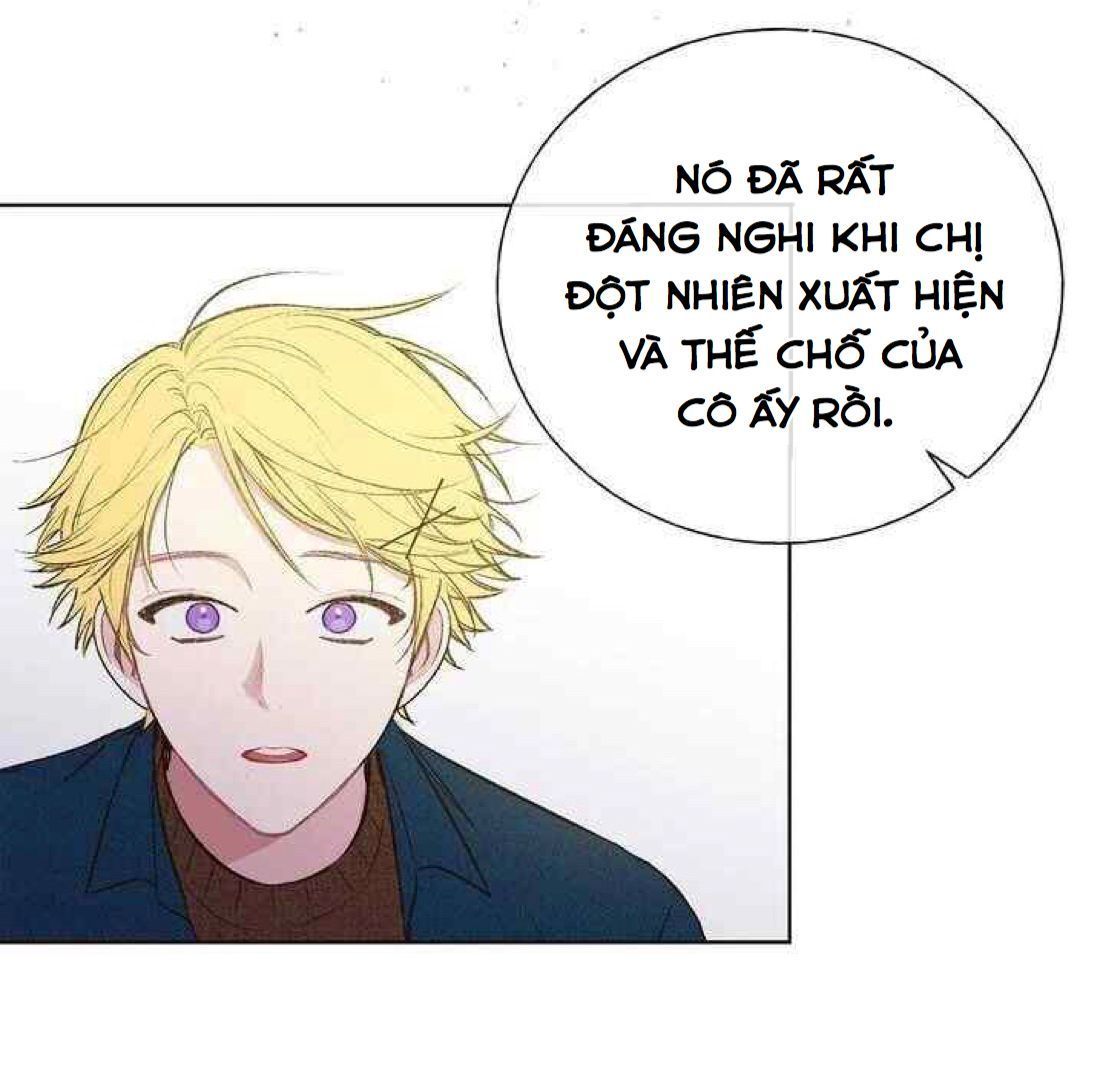 NÓ ĐÃ RẤT
ĐÁNG NGHI KHI CHỊ
ĐỘT NHIÊN XUẤT HIỆN
VÀ THẾ CHỖ CỦA
CÔ ẤY RỒI.